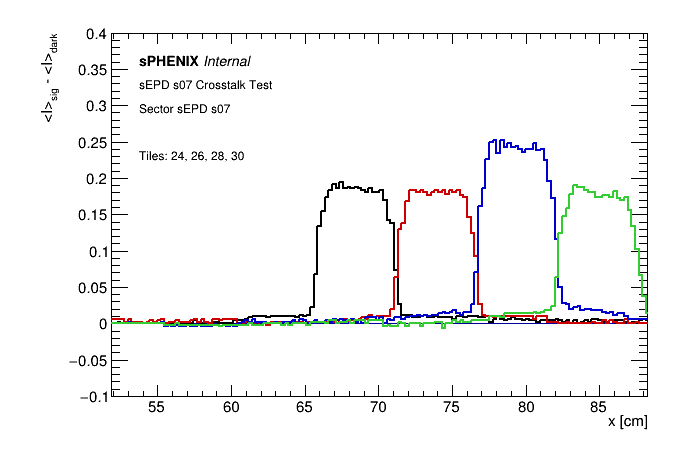 <I>sig - <I>dark
0.4
0.35
0.3
0.25
0.2
0.15
0.1
0.05
0
−0.05
−0.1
sPHENIX Internal
sEPD s07 Crosstalk Test
Sector sEPD s07
Tiles: 24, 26, 28, 30
55 60 65 70 75 80 85
x [cm]